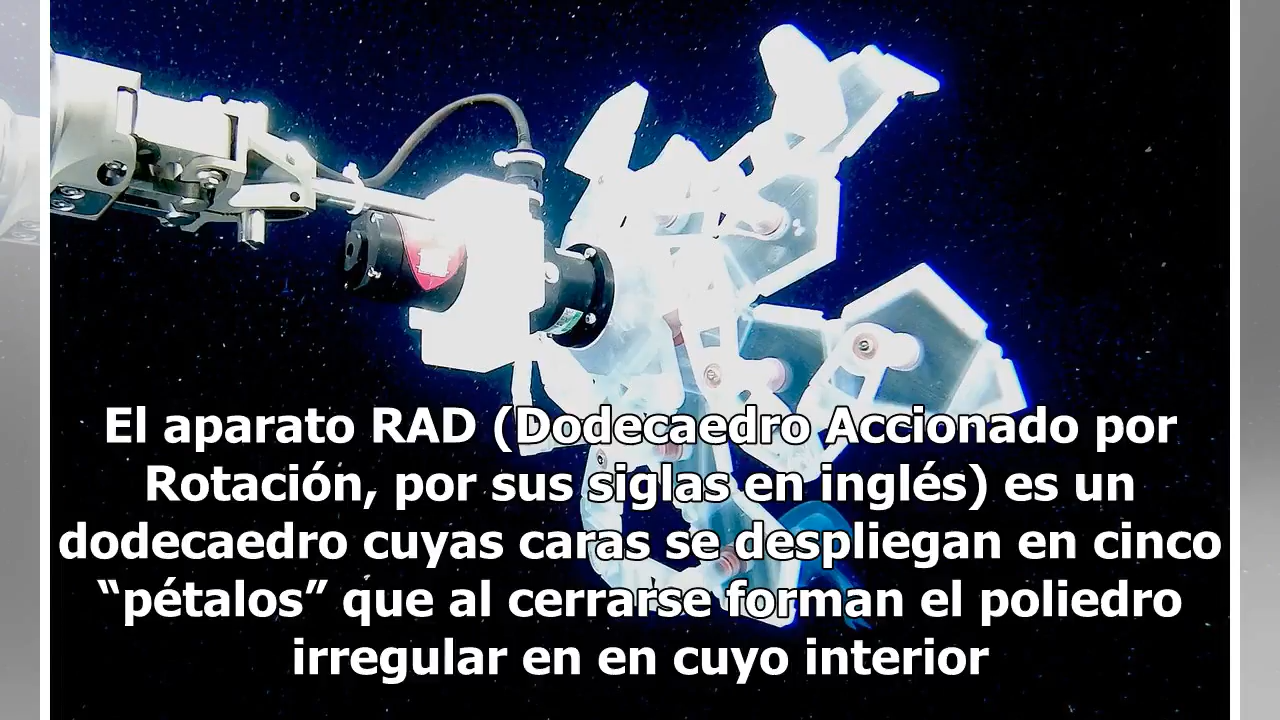 El aparato RAD (Dodecaedro Accionado por
Rotación, por sus siglas en inglés) es un
dodecaedro cuyas caras se despliegan en cinco
“pétalos” que al cerrarse forman el poliedro
irregular en en cuyo interior